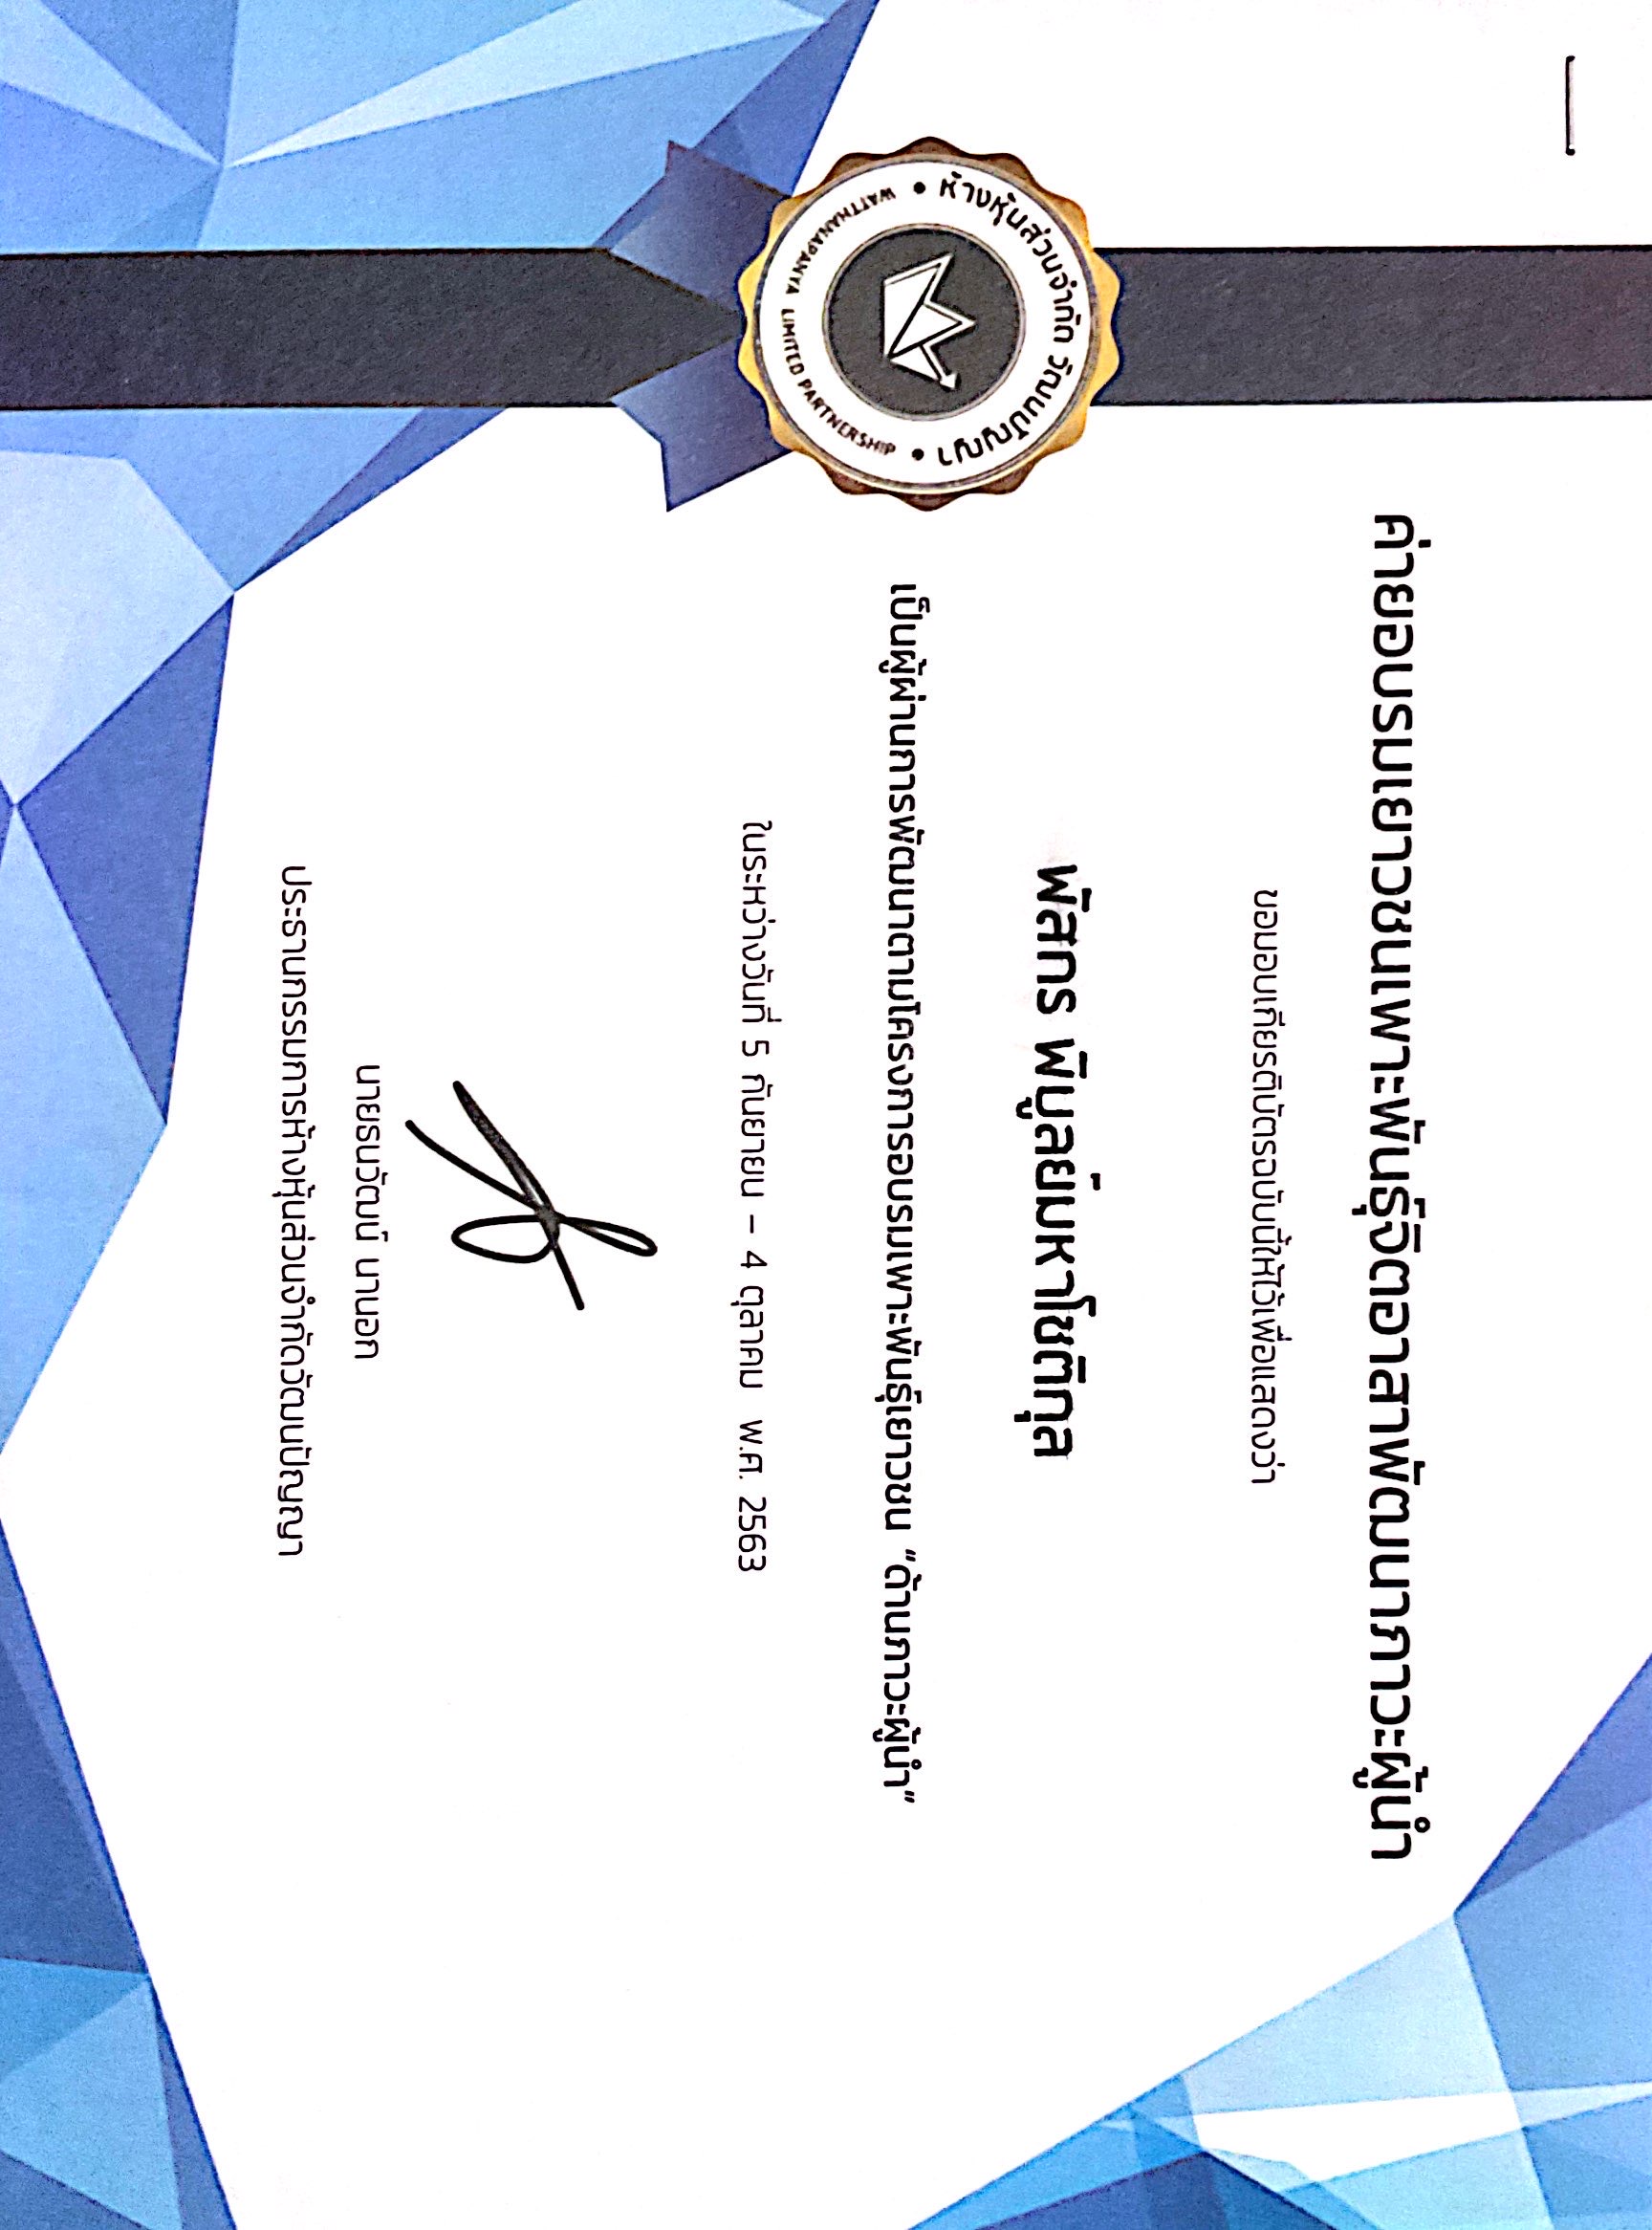 ค่ายอบรมเยาวชนเพาะพันธุ์จิตอาสาพัฒนาภาวะผู้นำ
ขอมอบเกียรติบัตรฉบับนี้ให้ไว้เพื่อแสดงว่า
พัสกร พิบูลย์มหาโชติกุล
ห้างหุ้นส่วนจำกัด วัฒนปัญญา
WATTHANAPANYA LIMITED PARTNERSHIP
เป็นผู้ผ่านการพัฒนาตามโครงการอบรมเพาะพันธุ์เยาวชน “ด้านภาวะผู้นำ”
ในระหว่างวันที่ 5 กันยายน – 4 ตุลาคม พ.ศ. 2563
นายธนวัฒน์ นานอก
ประธานกรรมการห้างหุ้นส่วนจำกัดวัฒนปัญญา